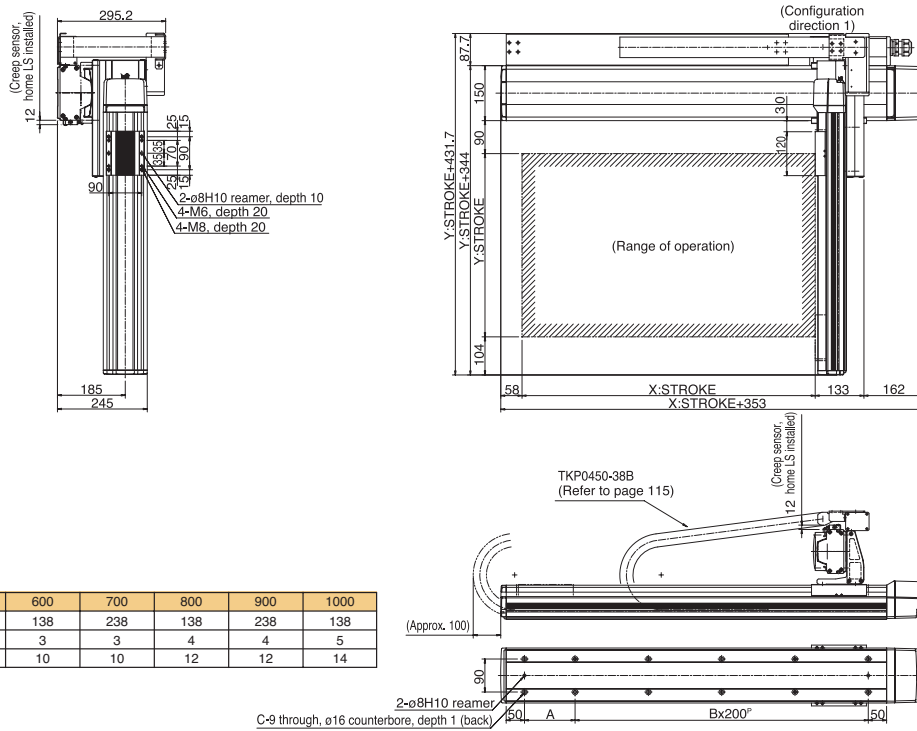 295.2
(Creep sensor,
home LS installed)
12
25
15
35
35
70
90
25
15
90
2-ø8H10 reamer, depth 10
4-M6, depth 20
4-M8, depth 20
185
245
(Configuration
direction 1)
87.7
150
90
30
120
Y:STROKE+431.7
Y:STROKE+344
Y:STROKE
(Range of operation)
104
58
X:STROKE
133
162
X:STROKE+353
TKP0450-38B
(Refer to page 115)
(Creep sensor,
home LS installed)
12
(Approx. 100)
600 700 800 900 1000
138 238 138 238 138
3 3 4 4 5
10 10 12 12 14
90
2-ø8H10 reamer
C-9 through, ø16 counterbore, depth 1 (back)
50
A
Bx200ᴾ
50